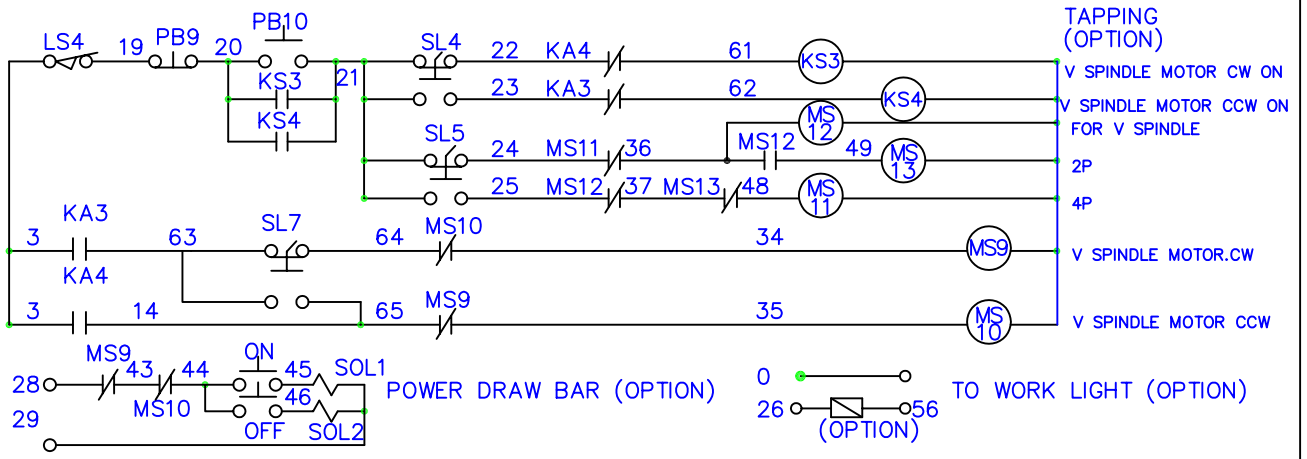 TAPPING
(OPTION)
LS4 19 PB9 20 PB10 21 SL4 22 KA4 61 KS3 V SPINDLE MOTOR CW ON
KS3 23 KA3 62 KS4 V SPINDLE MOTOR CCW ON
KS4 MS 12 FOR V SPINDLE
SL5 24 MS11 36 MS12 49 MS 13 2P
25 MS12 37 MS13 48 MS 11 4P
3 KA3 63 SL7 64 MS10 34 MS9 V SPINDLE MOTOR.CW
3 KA4 14 65 MS9 35 MS 10 V SPINDLE MOTOR CCW
28 MS9 43 MS10 44 ON 45 SOL1 POWER DRAW BAR (OPTION)
29 OFF 46 SOL2
0 TO WORK LIGHT (OPTION)
26 56
(OPTION)